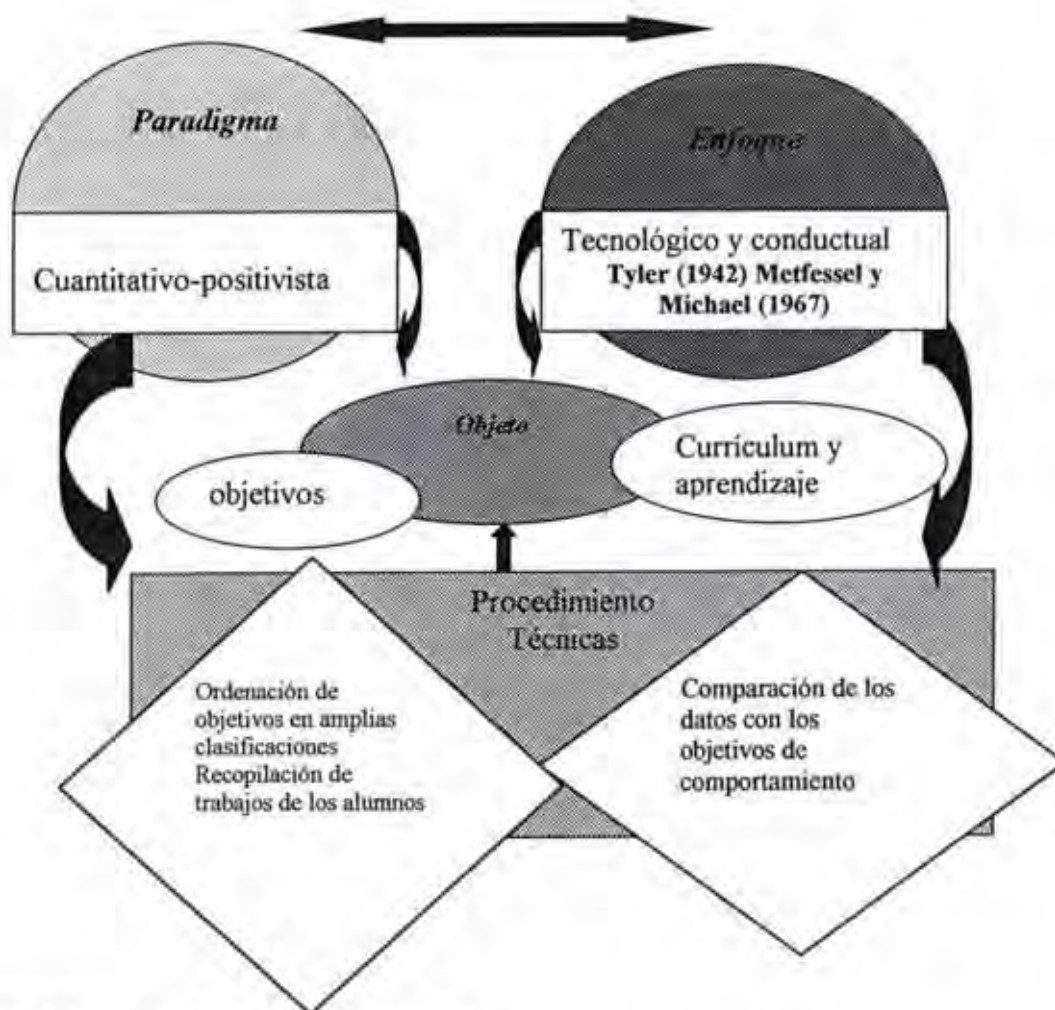 Paradigma
Cuantitativo-positivista
Enfoque
Tecnológico y conductual
Tyler (1942) Metfessel y
Michael (1967)
Objeto
objetivos
Currículum y
aprendizaje
Procedimiento
Técnicas
Ordenación de
objetivos en amplias
clasificaciones
Recopilación de
trabajos de los alumnos
Comparación de los
datos con los
objetivos de
comportamiento